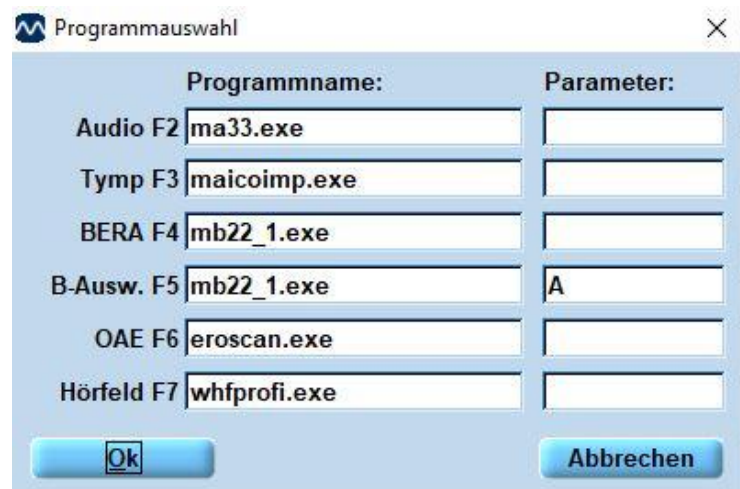 Programmauswahl
Programmname: Parameter:
Audio F2 ma33.exe
Tymp F3 maicoimp.exe
BERA F4 mb22_1.exe
B-Ausw. F5 mb22_1.exe A
OAE F6 eroscan.exe
Hörfeld F7 whfprofi.exe
Ok Abbrechen